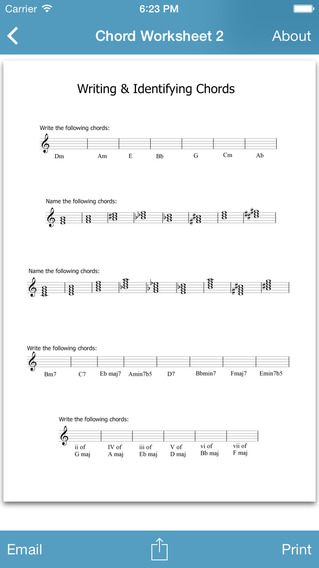 Carrier 6:23 PM
Chord Worksheet 2 About
Writing & Identifying Chords
Write the following chords:
Dm Am E Bb G Cm Ab
Name the following chords:
Name the following chords:
Write the following chords:
Bm7 C7 Eb maj7 Amin7b5 D7 Bbmin7 Fmaj7 Emin7b5
Write the following chords:
ii of IV of iii of V of vi of vii of
G maj A maj Eb maj D maj Bb maj F maj
Email Print